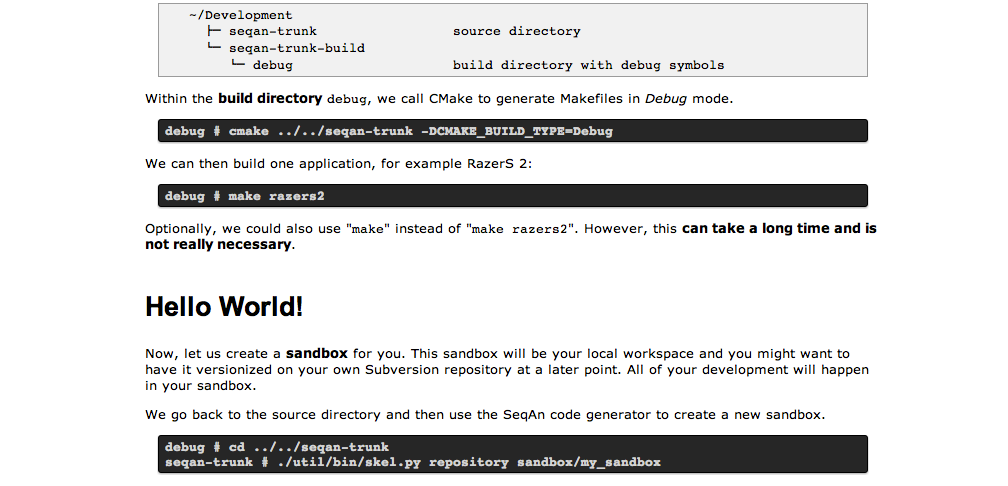 ~/Development
├─ seqan-trunk source directory
└─ seqan-trunk-build
└─ debug build directory with debug symbols
Within the build directory debug, we call CMake to generate Makefiles in Debug mode.
debug # cmake ../../seqan-trunk -DCMAKE_BUILD_TYPE=Debug
We can then build one application, for example RazerS 2:
debug # make razers2
Optionally, we could also use "make" instead of "make razers2". However, this can take a long time and is
not really necessary.
Hello World!
Now, let us create a sandbox for you. This sandbox will be your local workspace and you might want to
have it versionized on your own Subversion repository at a later point. All of your development will happen
in your sandbox.
We go back to the source directory and then use the SeqAn code generator to create a new sandbox.
debug # cd ../../seqan-trunk
seqan-trunk # ./util/bin/skel.py repository sandbox/my_sandbox